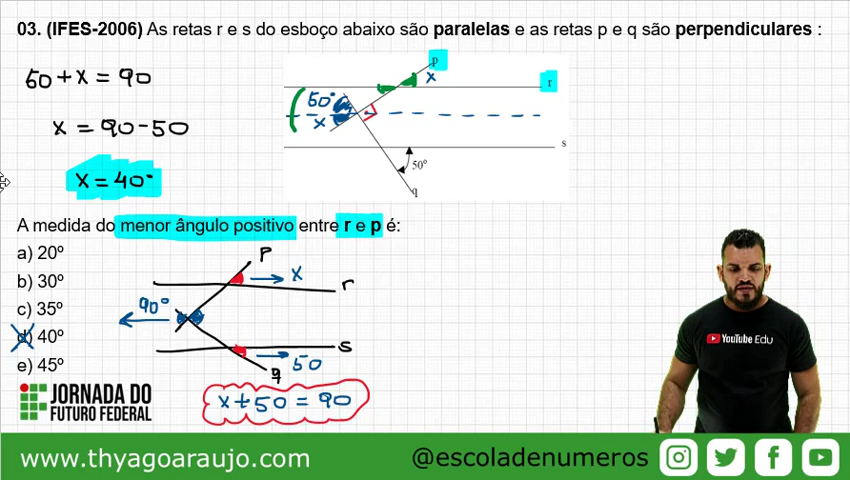 03. (IFES-2006) As retas r e s do esboço abaixo são paralelas e as retas p e q são perpendiculares :
50 + x = 90
x = 90 - 50
x = 40°
p
x
r
50°
x
s
50º
q
A medida do menor ângulo positivo entre r e p é:
a) 20º
b) 30º
c) 35º
d) 40º
e) 45º
p
x
r
90°
s
50
q
x + 50 = 90
JORNADA DO
FUTURO FEDERAL
YouTube Edu
www.thyagoaraujo.com
@escoladenumeros